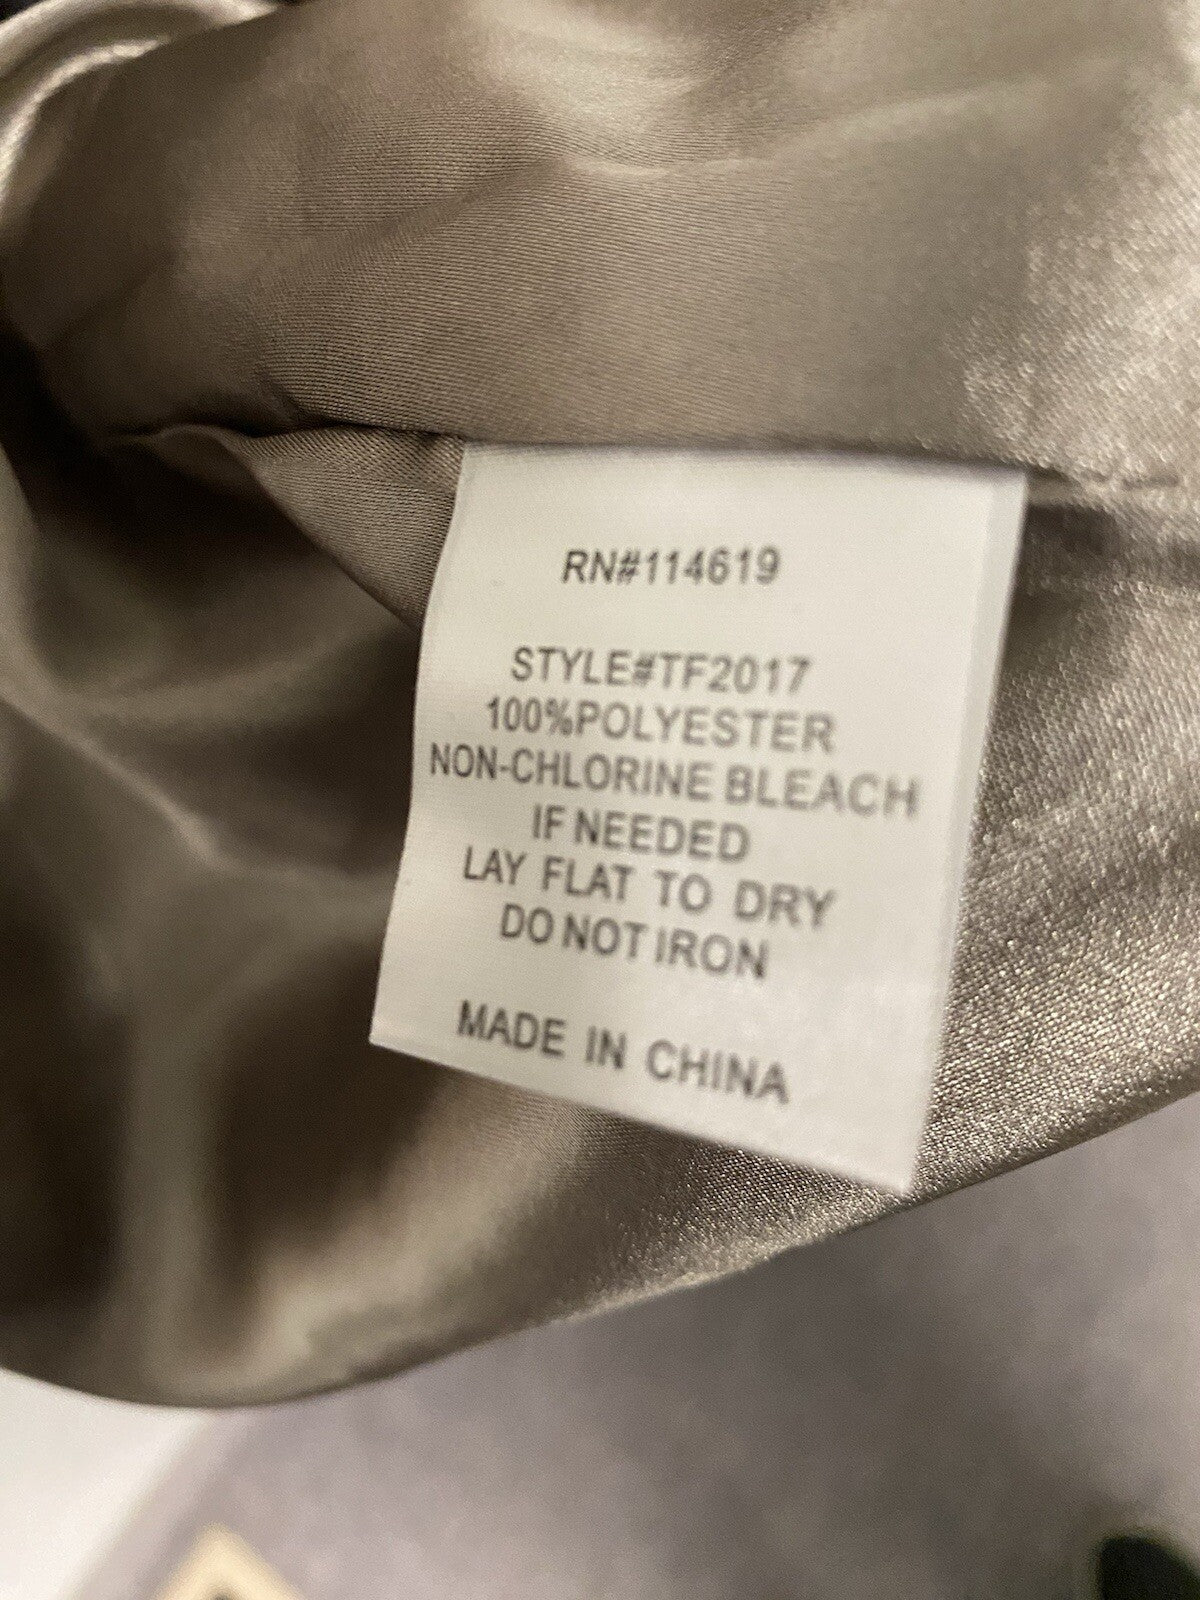 RN#114619
STYLE#TF2017
100%POLYESTER
NON-CHLORINE BLEACH
IF NEEDED
LAY FLAT TO DRY
DO NOT IRON
MADE IN CHINA